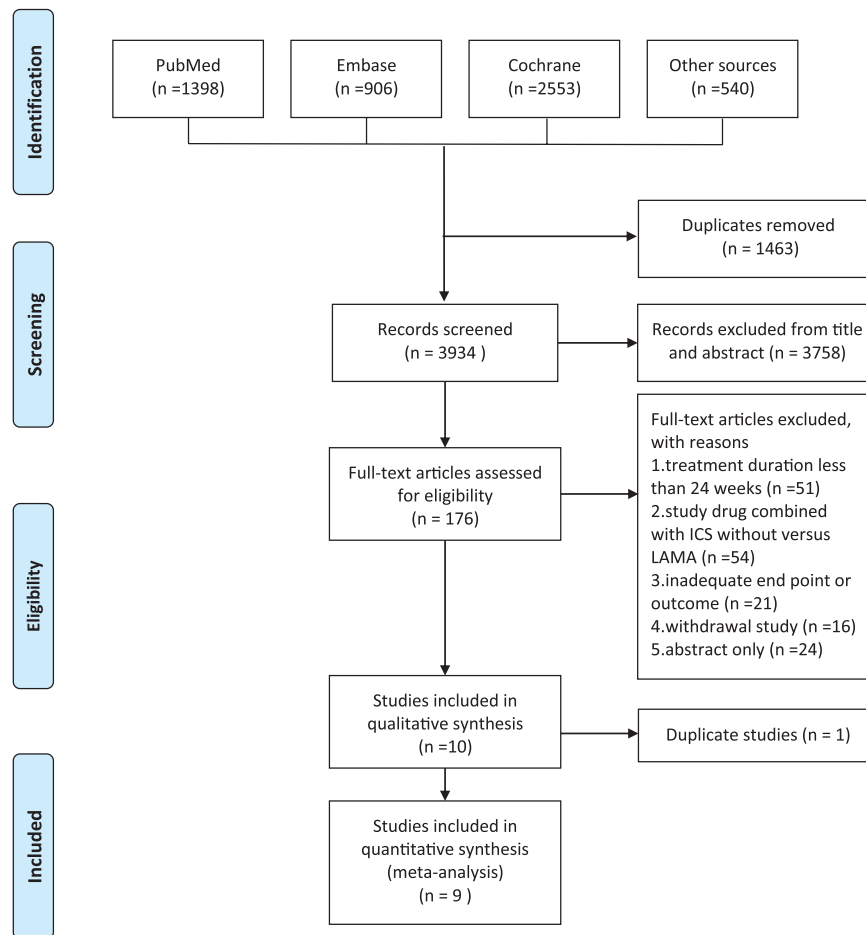 Identification
PubMed
(n =1398)
Embase
(n =906)
Cochrane
(n =2553)
Other sources
(n =540)
Duplicates removed
(n = 1463)
Screening
Records screened
(n = 3934 )
Records excluded from title
and abstract (n = 3758)
Full-text articles assessed
for eligibility
(n = 176)
Full-text articles excluded,
with reasons
1.treatment duration less
than 24 weeks (n =51)
2.study drug combined
with ICS without versus
LAMA (n =54)
3.inadequate end point or
outcome (n =21)
4.withdrawal study (n =16)
5.abstract only (n =24)
Eligibility
Studies included in
qualitative synthesis
(n =10)
Duplicate studies (n = 1)
Included
Studies included in
quantitative synthesis
(meta-analysis)
(n = 9 )